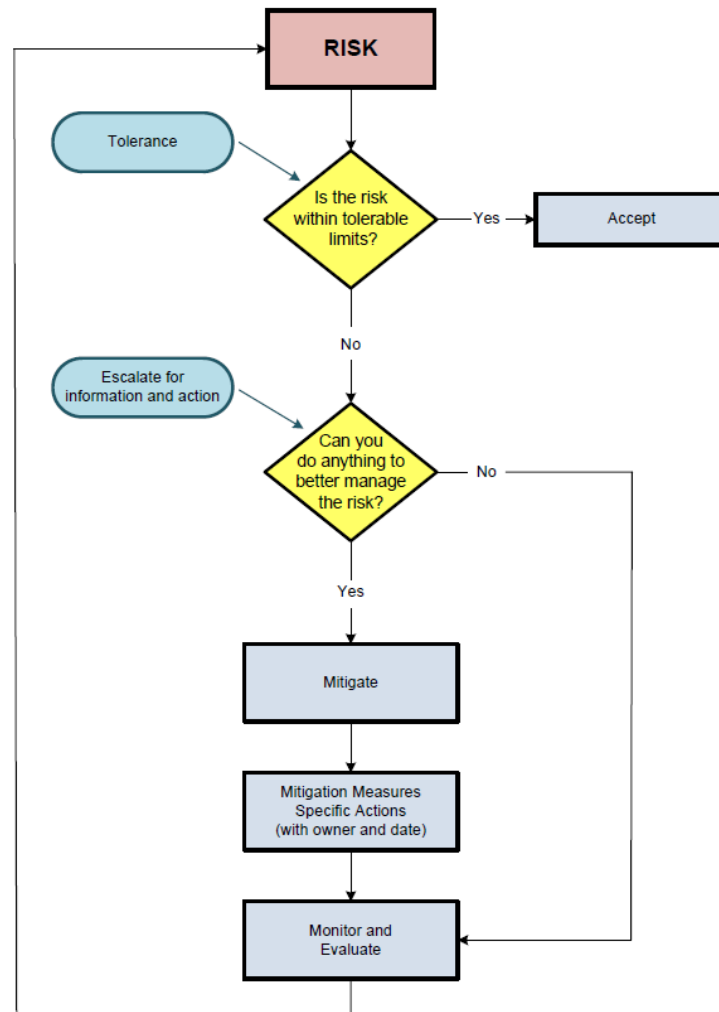 RISK
Tolerance
Is the risk
within tolerable
limits?
Yes
Accept
No
Escalate for
information and action
Can you
do anything to
better manage
the risk?
No
Yes
Mitigate
Mitigation Measures
Specific Actions
(with owner and date)
Monitor and
Evaluate